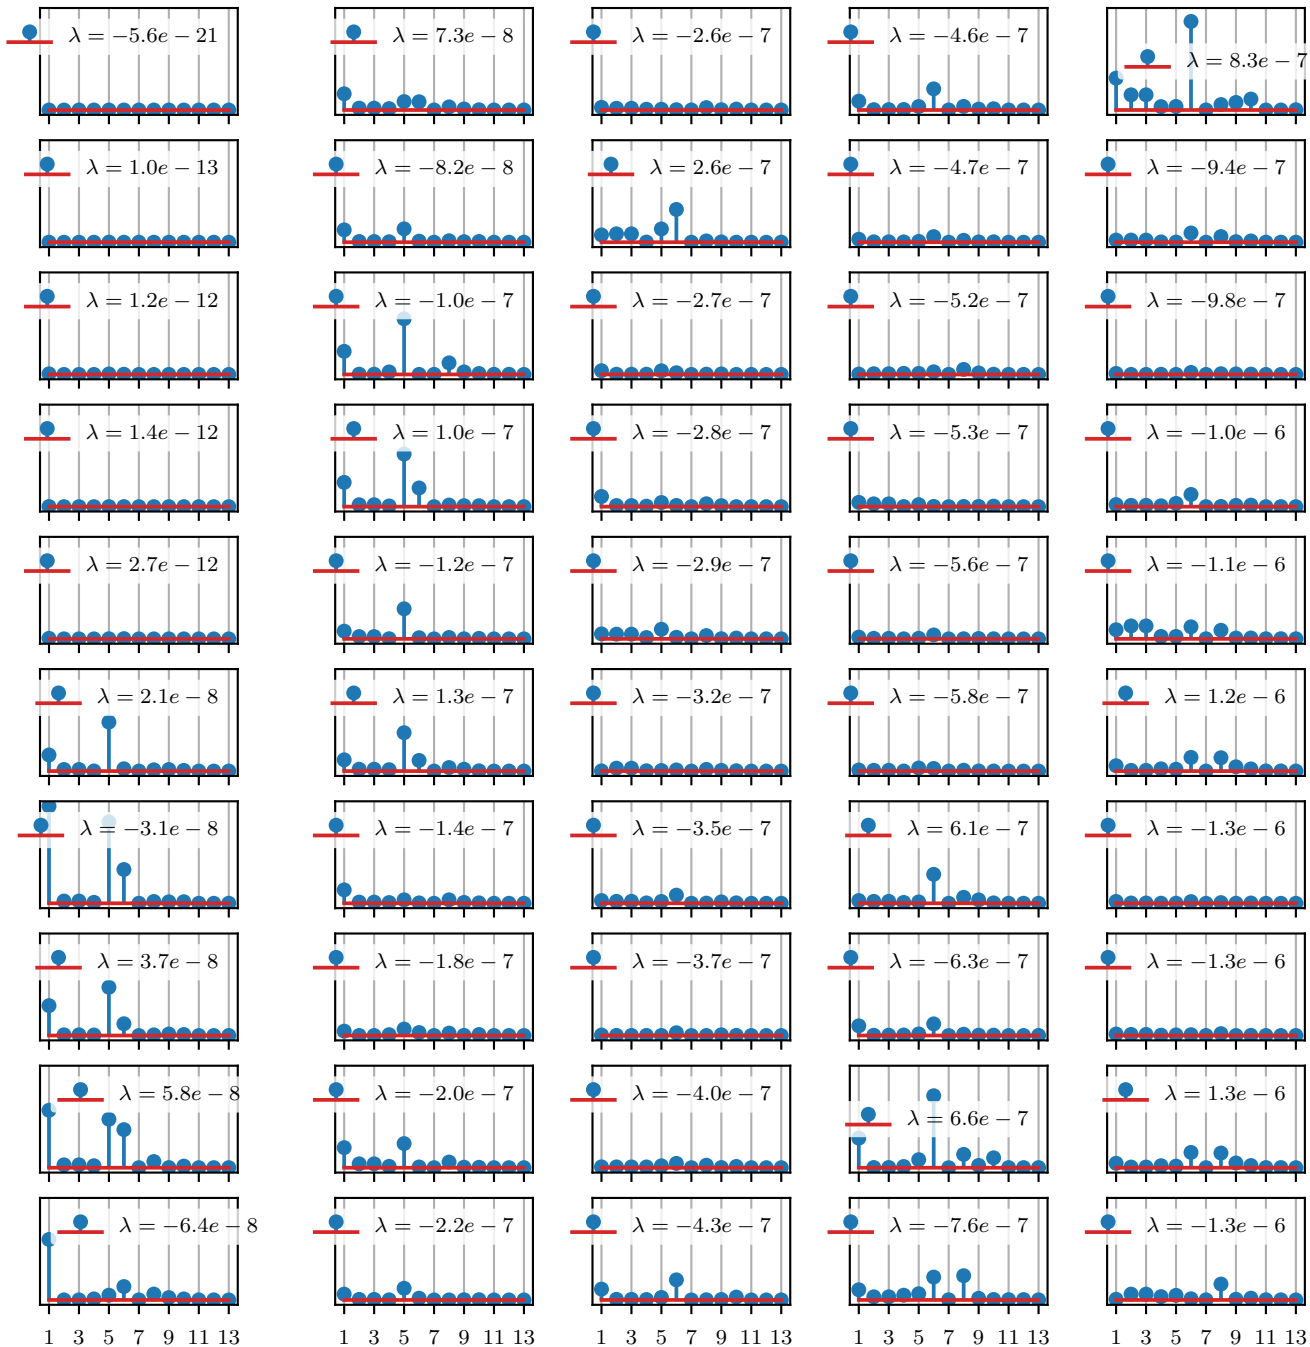 λ = −5.6e − 21
λ = 7.3e − 8
λ = −2.6e − 7
λ = −4.6e − 7
λ = 8.3e − 7
λ = 1.0e − 13
λ = −8.2e − 8
λ = 2.6e − 7
λ = −4.7e − 7
λ = −9.4e − 7
λ = 1.2e − 12
λ = −1.0e − 7
λ = −2.7e − 7
λ = −5.2e − 7
λ = −9.8e − 7
λ = 1.4e − 12
λ = 1.0e − 7
λ = −2.8e − 7
λ = −5.3e − 7
λ = −1.0e − 6
λ = 2.7e − 12
λ = −1.2e − 7
λ = −2.9e − 7
λ = −5.6e − 7
λ = −1.1e − 6
λ = 2.1e − 8
λ = 1.3e − 7
λ = −3.2e − 7
λ = −5.8e − 7
λ = 1.2e − 6
λ = −3.1e − 8
λ = −1.4e − 7
λ = −3.5e − 7
λ = 6.1e − 7
λ = −1.3e − 6
λ = 3.7e − 8
λ = −1.8e − 7
λ = −3.7e − 7
λ = −6.3e − 7
λ = −1.3e − 6
λ = 5.8e − 8
λ = −2.0e − 7
λ = −4.0e − 7
λ = 6.6e − 7
λ = 1.3e − 6
λ = −6.4e − 8
λ = −2.2e − 7
λ = −4.3e − 7
λ = −7.6e − 7
λ = −1.3e − 6
1 3 5 7 9 11 13
1 3 5 7 9 11 13
1 3 5 7 9 11 13
1 3 5 7 9 11 13
1 3 5 7 9 11 13